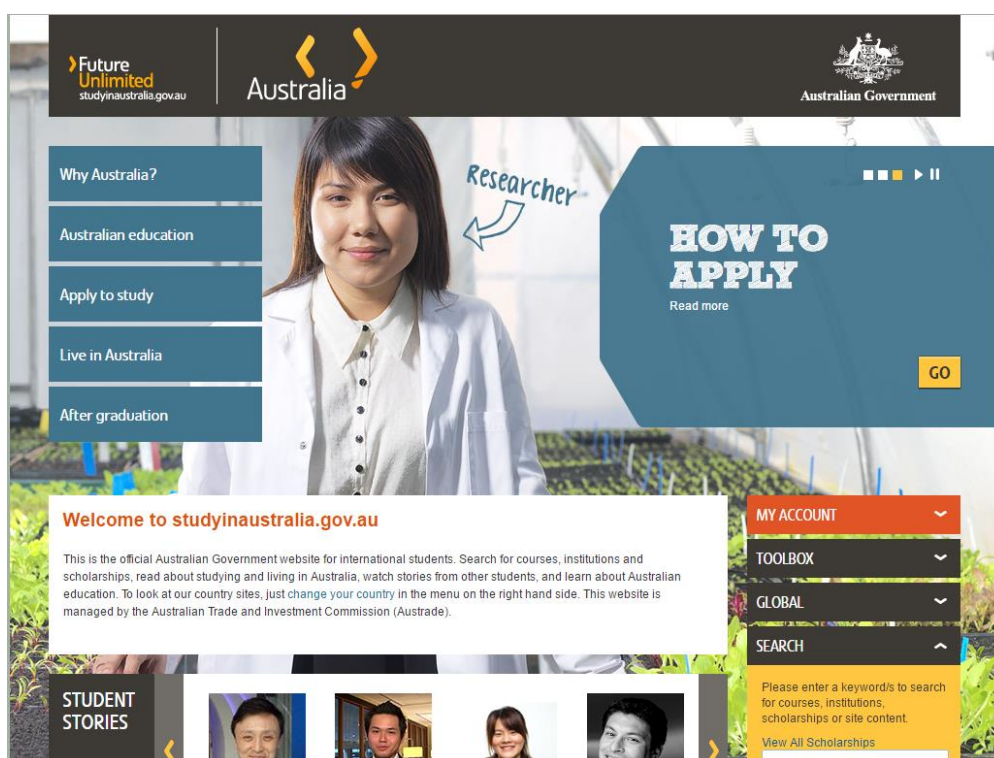 Future
Unlimited
studyinaustralia.gov.au
Australia
Australian Government
Why Australia?
Australian education
Apply to study
Live in Australia
After graduation
Researcher
HOW TO
APPLY
Read more
GO
Welcome to studyinaustralia.gov.au
This is the official Australian Government website for international students. Search for courses, institutions and
scholarships, read about studying and living in Australia, watch stories from other students, and learn about Australian
education. To look at our country sites, just change your country in the menu on the right hand side. This website is
managed by the Australian Trade and Investment Commission (Austrade).
MY ACCOUNT
TOOLBOX
GLOBAL
SEARCH
Please enter a keyword/s to search
for courses, institutions,
scholarships or site content.
View All Scholarships
STUDENT
STORIES